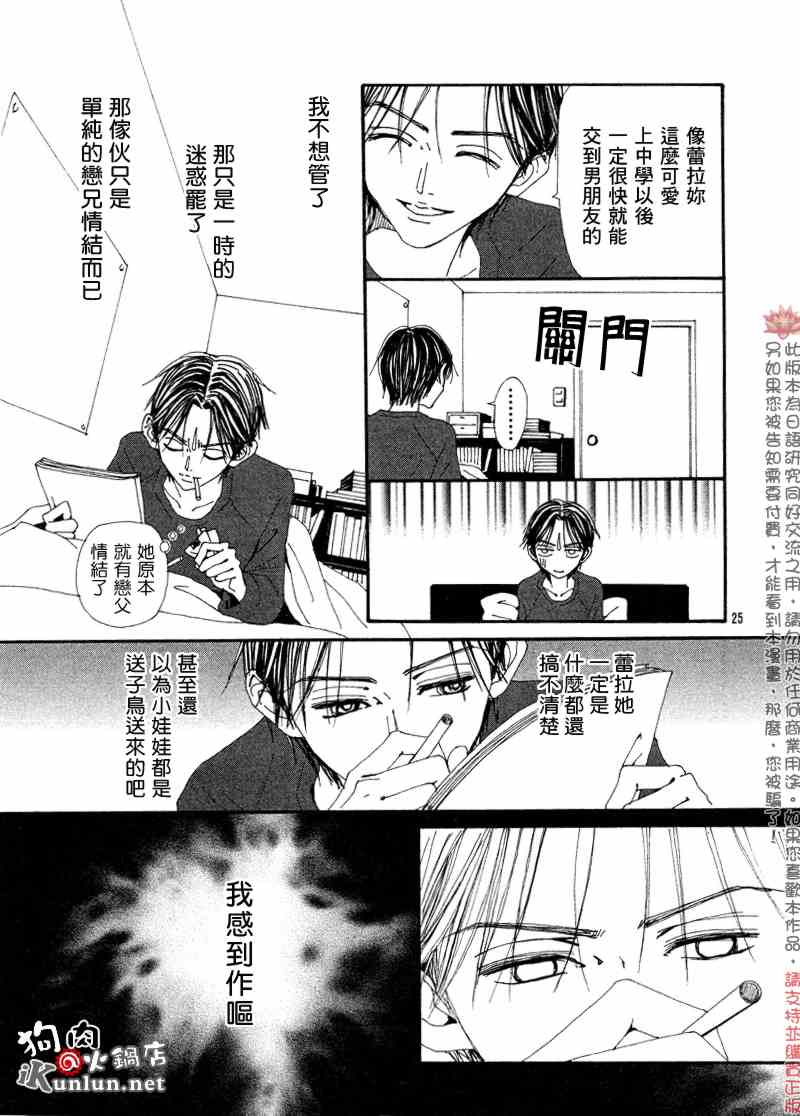 像蕾拉妳
這麼可愛
上中學以後
一定很快就能
交到男朋友的
關門
………
我不想管了
那只是一時的
迷惑罷了
那傢伙只是
單純的戀兄情結而已
她原本
就有戀父
情結了
25
蕾拉她
一定是
什麼都還
搞不清楚
甚至還
以為小娃娃都是
送子鳥送來的吧
我感到作嘔
此版本為日語研究同好交流之用，請勿用於任何商業用途。如果您喜歡本作品，請支持並購買正版
另如果您被告知需要付費，才能看到本漫畫，那麼，您被騙了！
狗肉@火鍋店
iKunlun.net